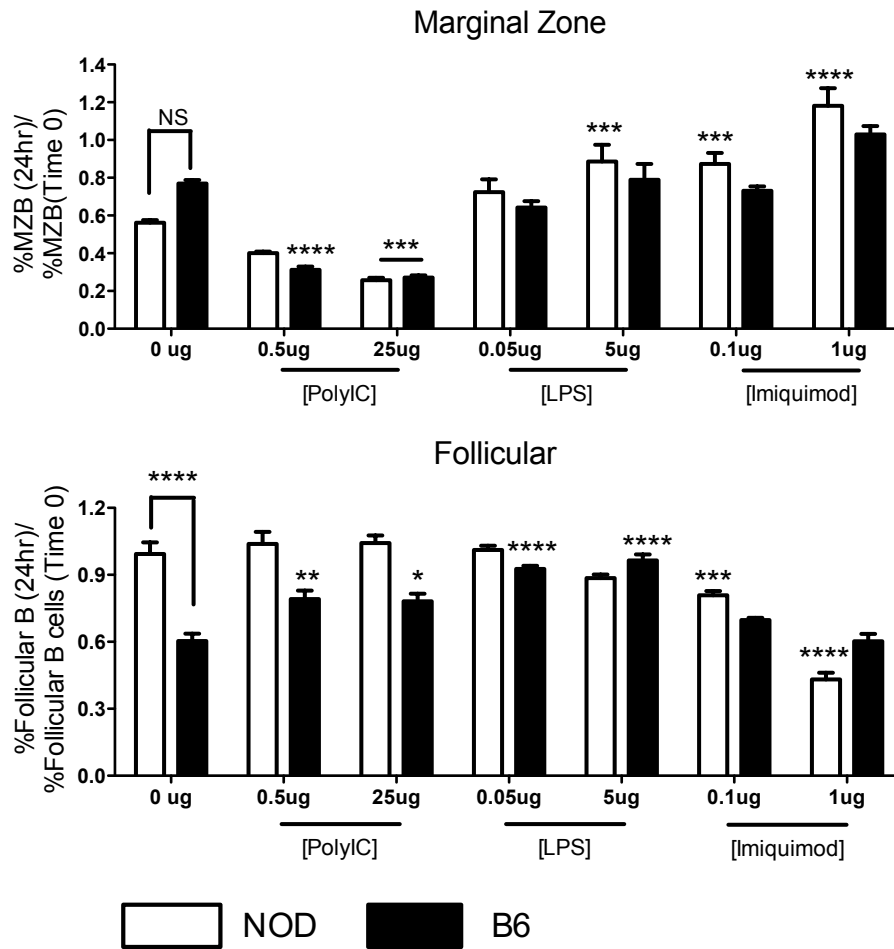 Marginal Zone
%MZB (24hr)/
%MZB(Time 0)
1.4
1.2
1.0
0.8
0.6
0.4
0.2
0.0
NS
****
***
***
***
****
0 ug 0.5ug 25ug 0.05ug 5ug 0.1ug 1ug
[PolyIC] [LPS] [Imiquimod]
Follicular
%Follicular B (24hr)/
%Follicular B cells (Time 0)
1.2
0.9
0.6
0.3
0.0
****
**
*
****
****
***
****
0 ug 0.5ug 25ug 0.05ug 5ug 0.1ug 1ug
[PolyIC] [LPS] [Imiquimod]
NOD B6